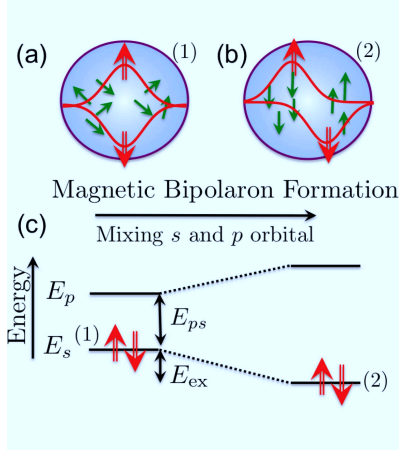 (a) (1) (b) (2)
Magnetic Bipolaron Formation
(c)
Mixing s and p orbital
Energy
E_p
E_ps
E_s (1)
E_ex
(2)